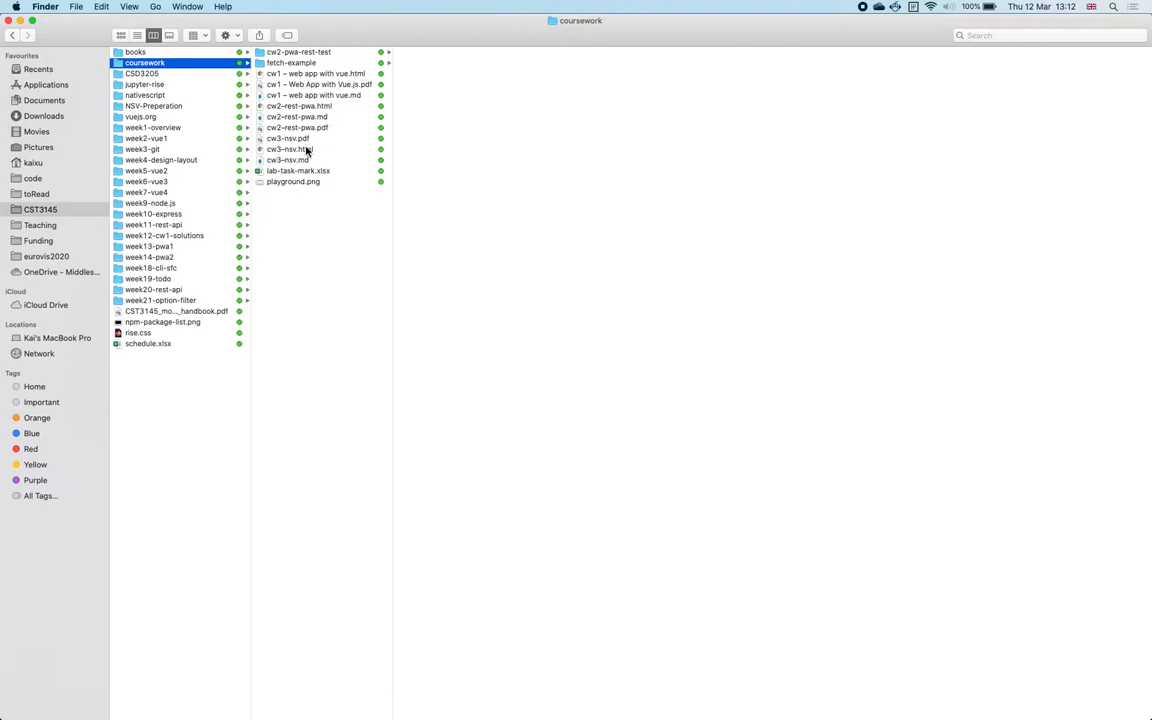 Finder File Edit View Go Window Help 100% Thu 12 Mar 13:12
coursework
Search
Favourites
Recents
Applications
Documents
Downloads
Movies
Pictures
kaixu
code
toRead
CST3145
Teaching
Funding
eurovis2020
OneDrive - Middles...
iCloud
iCloud Drive
Locations
Kai's MacBook Pro
Network
Tags
Home
Important
Orange
Blue
Red
Yellow
Purple
All Tags...
books
coursework
CSD3205
jupyter-rise
nativescript
NSV-Preperation
vuejs.org
week1-overview
week2-vue1
week3-git
week4-design-layout
week5-vue2
week6-vue3
week7-vue4
week9-node.js
week10-express
week11-rest-api
week12-cw1-solutions
week13-pwa1
week14-pwa2
week18-cli-sfc
week19-todo
week20-rest-api
week21-option-filter
CST3145_mo..._handbook.pdf
npm-package-list.png
rise.css
schedule.xlsx
cw2-pwa-rest-test
fetch-example
cw1 – web app with vue.html
cw1 – Web App with Vue.js.pdf
cw1 – web app with vue.md
cw2-rest-pwa.html
cw2-rest-pwa.md
cw2-rest-pwa.pdf
cw3-nsv.pdf
cw3-nsv.html
cw3-nsv.md
lab-task-mark.xlsx
playground.png